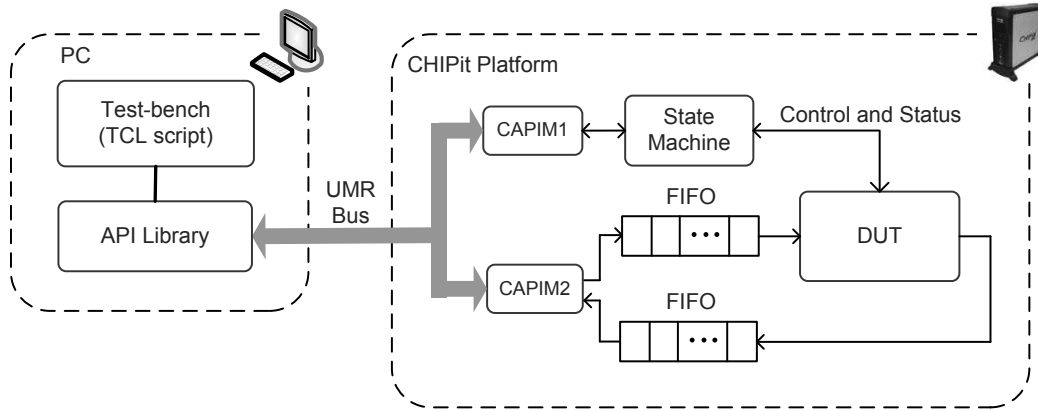 PC
Test-bench
(TCL script)
API Library
UMR
Bus
CHIPit Platform
CAPIM1
State
Machine
Control and Status
FIFO
DUT
CAPIM2
FIFO